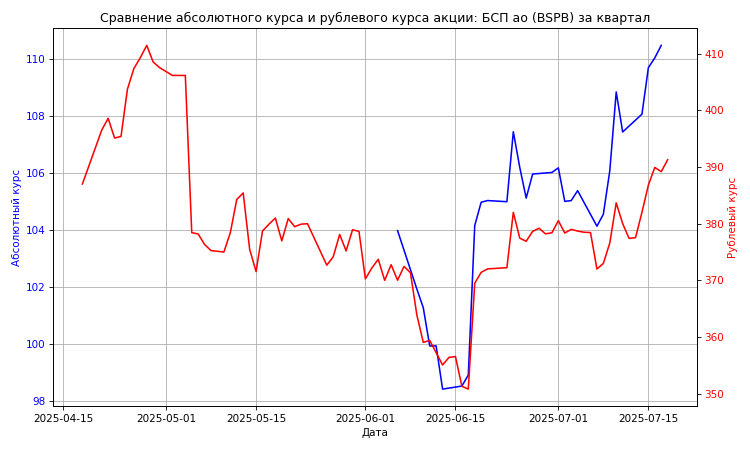 Сравнение абсолютного курса и рублевого курса акции: БСП ао (BSPB) за квартал
110
108
106
104
102
100
98
Абсолютный курс
410
400
390
380
370
360
350
Рублевый курс
2025-04-15 2025-05-01 2025-05-15 2025-06-01 2025-06-15 2025-07-01 2025-07-15
Дата